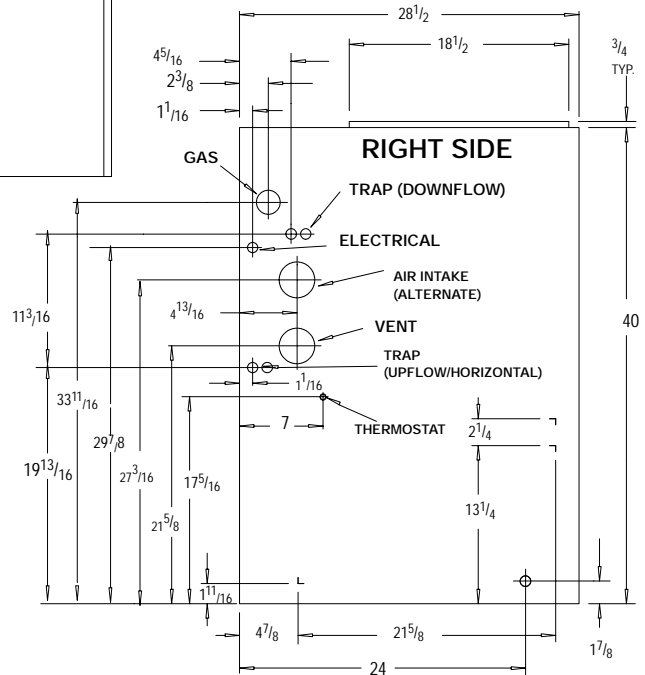 28 1/2
18 1/2
3/4
TYP.
4 5/16
2 3/8
1 1/16
RIGHT SIDE
GAS
TRAP (DOWNFLOW)
ELECTRICAL
AIR INTAKE
(ALTERNATE)
4 13/16
11 3/16
40
VENT
TRAP
(UPFLOW/HORIZONTAL)
1 1/16
33 11/16
7
THERMOSTAT
2 1/4
29 7/8
19 13/16
27 3/16
17 5/16
21 5/8
13 1/4
1 11/16
4 7/8
21 5/8
1 7/8
24